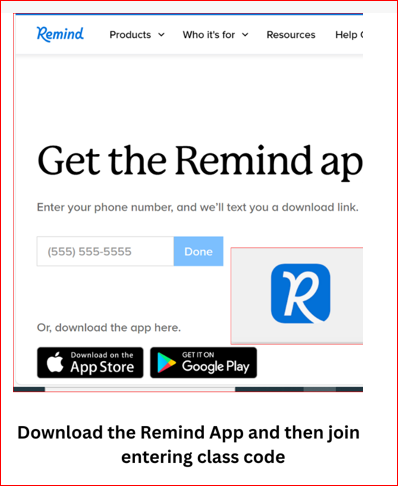 Remind Products Who it's for Resources Help C
Get the Remind ap
Enter your phone number, and we'll text you a download link.
(555) 555-5555 Done
R
Or, download the app here.
Download on the App Store GET IT ON Google Play
Download the Remind App and then join
entering class code